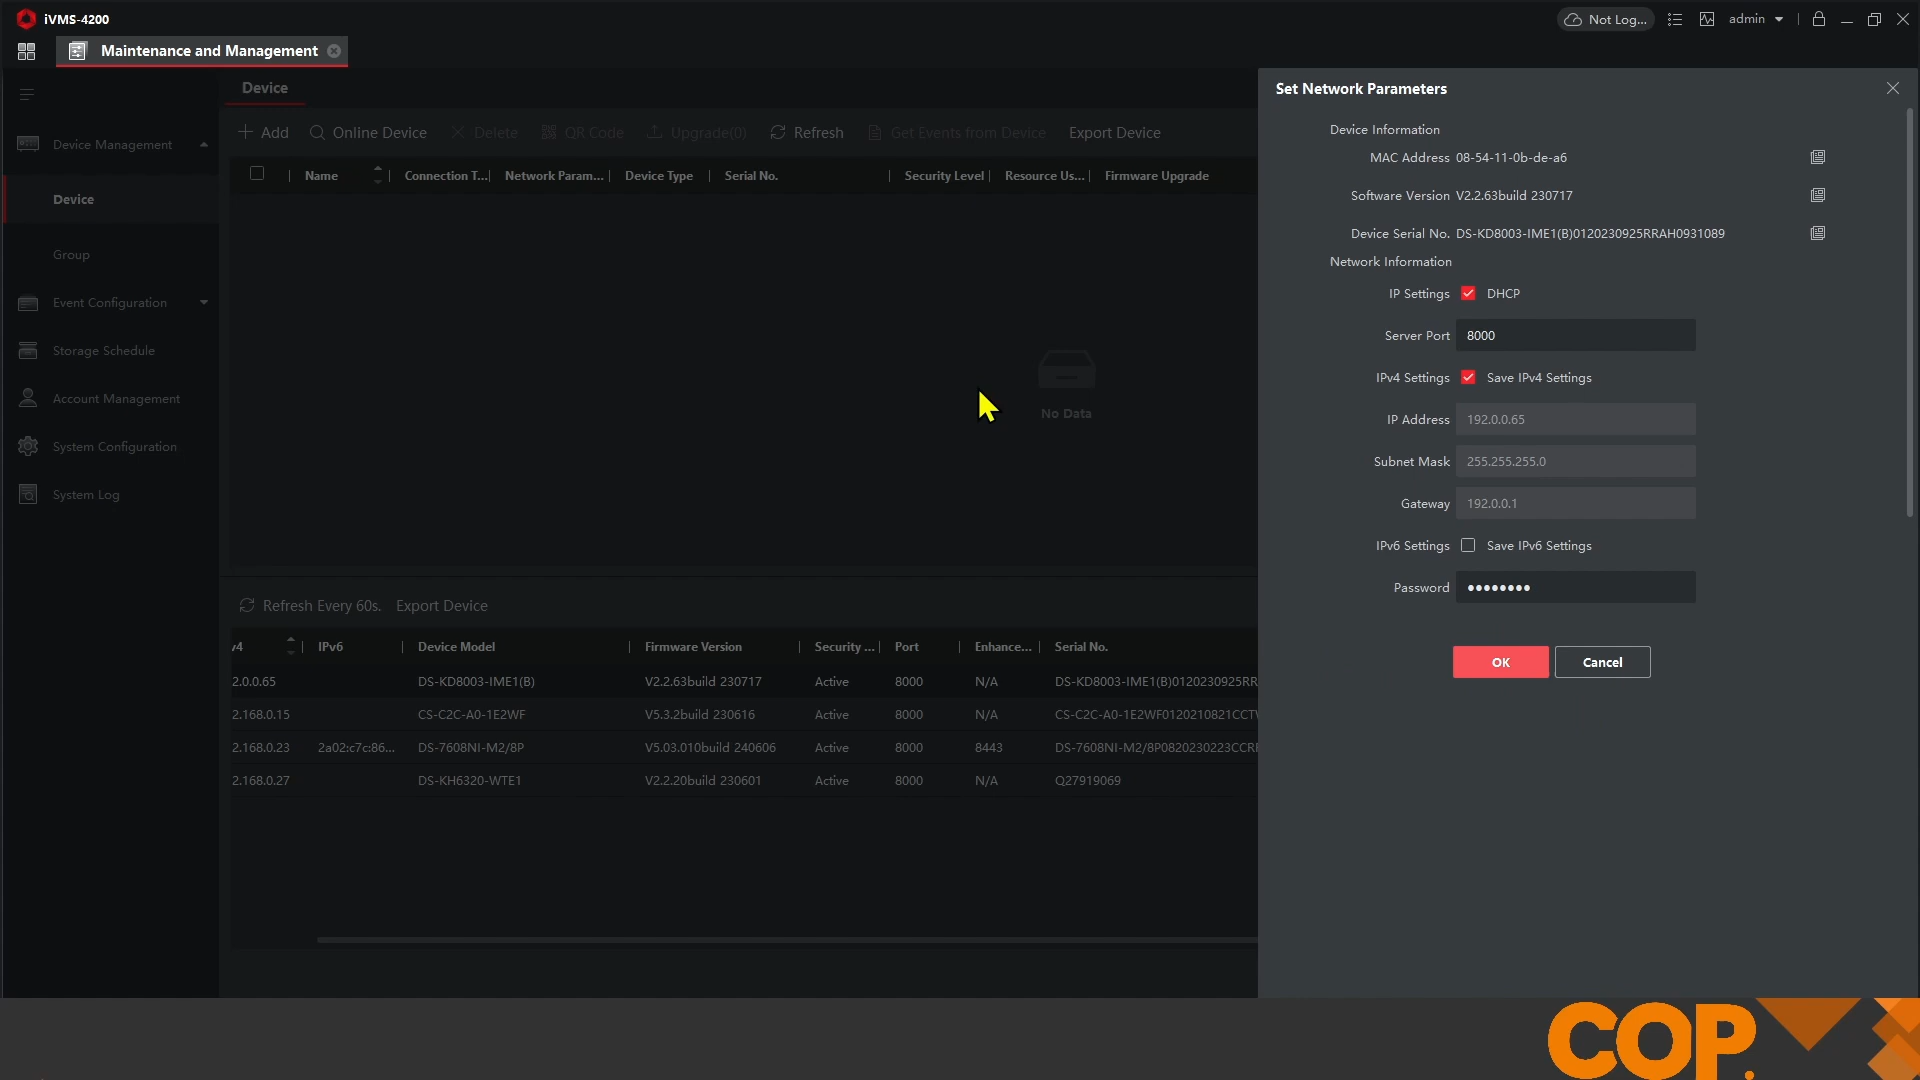 iVMS-4200
Not Log...
admin
Maintenance and Management
Device
Set Network Parameters
Add
Online Device
Delete
QR Code
Upgrade(0)
Refresh
Get Events from Device
Export Device
Device Management
Device
Group
Event Configuration
Storage Schedule
Account Management
System Configuration
System Log
Name
Connection T...
Network Param...
Device Type
Serial No.
Security Level
Resource Us...
Firmware Upgrade
No Data
Refresh Every 60s.
Export Device
v4
IPv6
Device Model
Firmware Version
Security ...
Port
Enhance...
Serial No.
2.0.0.65
DS-KD8003-IME1(B)
V2.2.63build 230717
Active
8000
N/A
DS-KD8003-IME1(B)0120230925RR
2.168.0.15
CS-C2C-A0-1E2WF
V5.3.2build 230616
Active
8000
N/A
CS-C2C-A0-1E2WF0120210821CCT
2.168.0.23
2a02:c7c:86...
DS-7608NI-M2/8P
V5.03.010build 240606
Active
8000
8443
DS-7608NI-M2/8P0820230223CCR
2.168.0.27
DS-KH6320-WTE1
V2.2.20build 230601
Active
8000
N/A
Q27919069
Device Information
MAC Address 08-54-11-0b-de-a6
Software Version V2.2.63build 230717
Device Serial No. DS-KD8003-IME1(B)0120230925RRAH0931089
Network Information
IP Settings DHCP
Server Port 8000
IPv4 Settings Save IPv4 Settings
IP Address 192.0.0.65
Subnet Mask 255.255.255.0
Gateway 192.0.0.1
IPv6 Settings Save IPv6 Settings
Password ••••••••
OK
Cancel
COP.